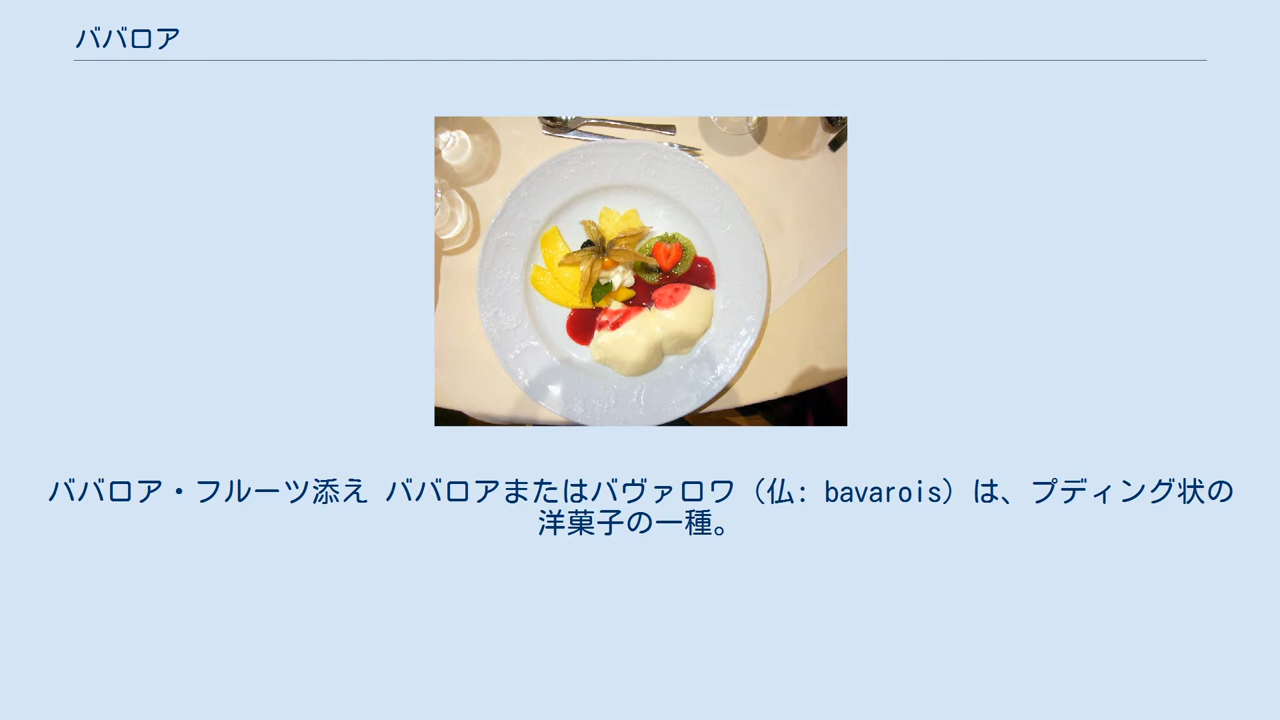 ババロア
ババロア・フルーツ添え ババロアまたはバヴァロワ（仏: bavarois）は、プディング状の
洋菓子の一種。